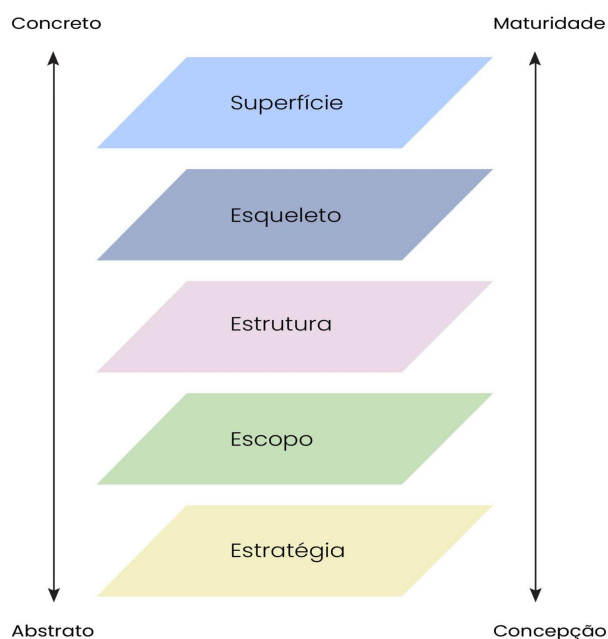 Concreto
Maturidade
Superfície
Esqueleto
Estrutura
Escopo
Estratégia
Abstrato
Concepção